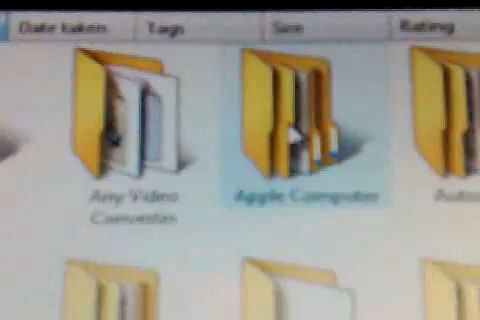 Date taken
Tags
Size
Rating
Any Video
Converter
Apple Computer